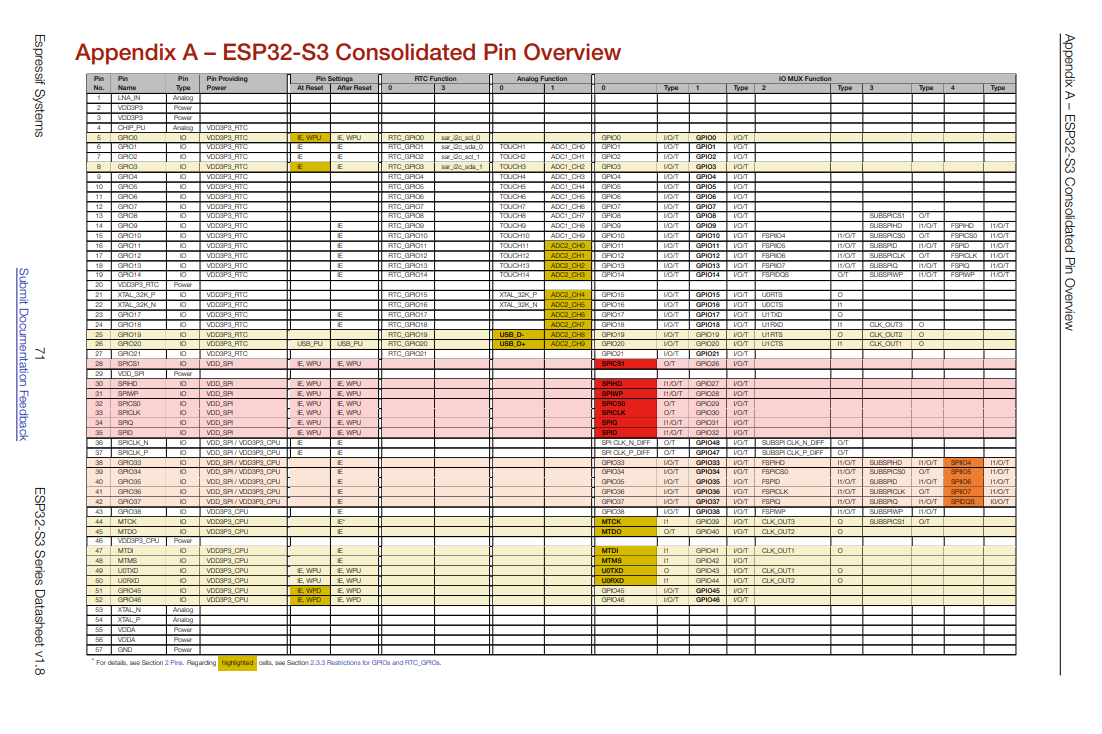 Appendix A – ESP32-S3 Consolidated Pin Overview
Appendix A – ESP32-S3 Consolidated Pin Overview
Pin No. Pin Name Pin Type Pin Providing Power Pin Settings RTC Function Analog Function IO MUX Function
At Reset After Reset 0 3 0 1 0 Type 1 Type 2 Type 3 Type 4 Type
1 LNA_IN Analog
2 VDD3P3 Power
3 VDD3P3 Power
4 CHIP_PU Analog VDD3P3_RTC
5 GPIO0 IO VDD3P3_RTC IE, WPU IE, WPU RTC_GPIO0 sar_i2c_scl_0 GPIO0 I/O/T GPIO0 I/O/T
6 GPIO1 IO VDD3P3_RTC IE IE RTC_GPIO1 sar_i2c_sda_0 TOUCH1 ADC1_CH0 GPIO1 I/O/T GPIO1 I/O/T
7 GPIO2 IO VDD3P3_RTC IE IE RTC_GPIO2 sar_i2c_scl_1 TOUCH2 ADC1_CH1 GPIO2 I/O/T GPIO2 I/O/T
8 GPIO3 IO VDD3P3_RTC IE IE RTC_GPIO3 sar_i2c_sda_1 TOUCH3 ADC1_CH2 GPIO3 I/O/T GPIO3 I/O/T
9 GPIO4 IO VDD3P3_RTC RTC_GPIO4 TOUCH4 ADC1_CH3 GPIO4 I/O/T GPIO4 I/O/T
10 GPIO5 IO VDD3P3_RTC RTC_GPIO5 TOUCH5 ADC1_CH4 GPIO5 I/O/T GPIO5 I/O/T
11 GPIO6 IO VDD3P3_RTC RTC_GPIO6 TOUCH6 ADC1_CH5 GPIO6 I/O/T GPIO6 I/O/T
12 GPIO7 IO VDD3P3_RTC RTC_GPIO7 TOUCH7 ADC1_CH6 GPIO7 I/O/T GPIO7 I/O/T
13 GPIO8 IO VDD3P3_RTC RTC_GPIO8 TOUCH8 ADC1_CH7 GPIO8 I/O/T GPIO8 I/O/T SUBSPICS1 O/T
14 GPIO9 IO VDD3P3_RTC IE RTC_GPIO9 TOUCH9 ADC1_CH8 GPIO9 I/O/T GPIO9 I/O/T SUBSPIHD I1/O/T FSPIHD I1/O/T
15 GPIO10 IO VDD3P3_RTC IE RTC_GPIO10 TOUCH10 ADC1_CH9 GPIO10 I/O/T GPIO10 I/O/T FSPIIO4 I1/O/T SUBSPICS0 O/T FSPICS0 I1/O/T
16 GPIO11 IO VDD3P3_RTC IE RTC_GPIO11 TOUCH11 ADC2_CH0 GPIO11 I/O/T GPIO11 I/O/T FSPIIO5 I1/O/T SUBSPID I1/O/T FSPID I1/O/T
17 GPIO12 IO VDD3P3_RTC IE RTC_GPIO12 TOUCH12 ADC2_CH1 GPIO12 I/O/T GPIO12 I/O/T FSPIIO6 I1/O/T SUBSPICLK O/T FSPICLK I1/O/T
18 GPIO13 IO VDD3P3_RTC IE RTC_GPIO13 TOUCH13 ADC2_CH2 GPIO13 I/O/T GPIO13 I/O/T FSPIIO7 I1/O/T SUBSPIQ I1/O/T FSPIQ I1/O/T
19 GPIO14 IO VDD3P3_RTC IE RTC_GPIO14 TOUCH14 ADC2_CH3 GPIO14 I/O/T GPIO14 I/O/T FSPIDQS O/T SUBSPIWP I1/O/T FSPIWP I1/O/T
20 VDD3P3_RTC Power
21 XTAL_32K_P IO VDD3P3_RTC RTC_GPIO15 XTAL_32K_P ADC2_CH4 GPIO15 I/O/T GPIO15 I/O/T U0RTS O
22 XTAL_32K_N IO VDD3P3_RTC RTC_GPIO16 XTAL_32K_N ADC2_CH5 GPIO16 I/O/T GPIO16 I/O/T U0CTS I1
23 GPIO17 IO VDD3P3_RTC IE RTC_GPIO17 ADC2_CH6 GPIO17 I/O/T GPIO17 I/O/T U1TXD O
24 GPIO18 IO VDD3P3_RTC IE RTC_GPIO18 ADC2_CH7 GPIO18 I/O/T GPIO18 I/O/T U1RXD I1 CLK_OUT3 O
25 GPIO19 IO VDD3P3_RTC RTC_GPIO19 USB_D- ADC2_CH8 GPIO19 I/O/T GPIO19 I/O/T U1RTS O CLK_OUT2 O
26 GPIO20 IO VDD3P3_RTC USB_PU USB_PU RTC_GPIO20 USB_D+ ADC2_CH9 GPIO20 I/O/T GPIO20 I/O/T U1CTS I1 CLK_OUT1 O
27 GPIO21 IO VDD3P3_RTC RTC_GPIO21 GPIO21 I/O/T GPIO21 I/O/T
28 SPICS1 IO VDD_SPI IE, WPU IE, WPU SPICS1 O/T GPIO26 I/O/T
29 VDD_SPI Power
30 SPIHD IO VDD_SPI IE, WPU IE, WPU SPIHD I1/O/T GPIO27 I/O/T
31 SPIWP IO VDD_SPI IE, WPU IE, WPU SPIWP I1/O/T GPIO28 I/O/T
32 SPICS0 IO VDD_SPI IE, WPU IE, WPU SPICS0 O/T GPIO29 I/O/T
33 SPICLK IO VDD_SPI IE, WPU IE, WPU SPICLK O/T GPIO30 I/O/T
34 SPIQ IO VDD_SPI IE, WPU IE, WPU SPIQ I1/O/T GPIO31 I/O/T
35 SPID IO VDD_SPI IE, WPU IE, WPU SPID I1/O/T GPIO32 I/O/T
36 SPICLK_N IO VDD_SPI / VDD3P3_CPU IE IE SPI CLK_N_DIFF O/T GPIO48 I/O/T SUBSPI CLK_N_DIFF O/T
37 SPICLK_P IO VDD_SPI / VDD3P3_CPU IE IE SPI CLK_P_DIFF O/T GPIO47 I/O/T SUBSPI CLK_P_DIFF O/T
38 GPIO33 IO VDD_SPI / VDD3P3_CPU IE GPIO33 I/O/T GPIO33 I/O/T FSPIHD I1/O/T SUBSPIHD I1/O/T SPIIO4 I1/O/T
39 GPIO34 IO VDD_SPI / VDD3P3_CPU IE GPIO34 I/O/T GPIO34 I/O/T FSPICS0 I1/O/T SUBSPICS0 O/T SPIIO5 I1/O/T
40 GPIO35 IO VDD_SPI / VDD3P3_CPU IE GPIO35 I/O/T GPIO35 I/O/T FSPID I1/O/T SUBSPID I1/O/T SPIIO6 I1/O/T
41 GPIO36 IO VDD_SPI / VDD3P3_CPU IE GPIO36 I/O/T GPIO36 I/O/T FSPICLK I1/O/T SUBSPICLK O/T SPIIO7 I1/O/T
42 GPIO37 IO VDD_SPI / VDD3P3_CPU IE GPIO37 I/O/T GPIO37 I/O/T FSPIQ I1/O/T SUBSPIQ I1/O/T SPIDQS I0/O/T
43 GPIO38 IO VDD3P3_CPU IE GPIO38 I/O/T GPIO38 I/O/T FSPIWP I1/O/T SUBSPIWP I1/O/T
44 MTCK IO VDD3P3_CPU IE* MTCK I1 GPIO39 I/O/T CLK_OUT3 O SUBSPICS1 O/T
45 MTDO IO VDD3P3_CPU IE MTDO O/T GPIO40 I/O/T CLK_OUT2 O
46 VDD3P3_CPU Power
47 MTDI IO VDD3P3_CPU IE MTDI I1 GPIO41 I/O/T CLK_OUT1 O
48 MTMS IO VDD3P3_CPU IE MTMS I1 GPIO42 I/O/T
49 U0TXD IO VDD3P3_CPU IE, WPU IE, WPU U0TXD O GPIO43 I/O/T CLK_OUT1 O
50 U0RXD IO VDD3P3_CPU IE, WPU IE, WPU U0RXD I1 GPIO44 I/O/T CLK_OUT2 O
51 GPIO45 IO VDD3P3_CPU IE, WPD IE, WPD GPIO45 I/O/T GPIO45 I/O/T
52 GPIO46 IO VDD3P3_CPU IE, WPD IE, WPD GPIO46 I/O/T GPIO46 I/O/T
53 XTAL_N Analog
54 XTAL_P Analog
55 VDDA Power
56 VDDA Power
57 GND Power
* For details, see Section 2 Pins. Regarding highlighted cells, see Section 2.3.3 Restrictions for GPIOs and RTC_GPIOs.
Espressif Systems
71
Submit Documentation Feedback
ESP32-S3 Series Datasheet v1.8